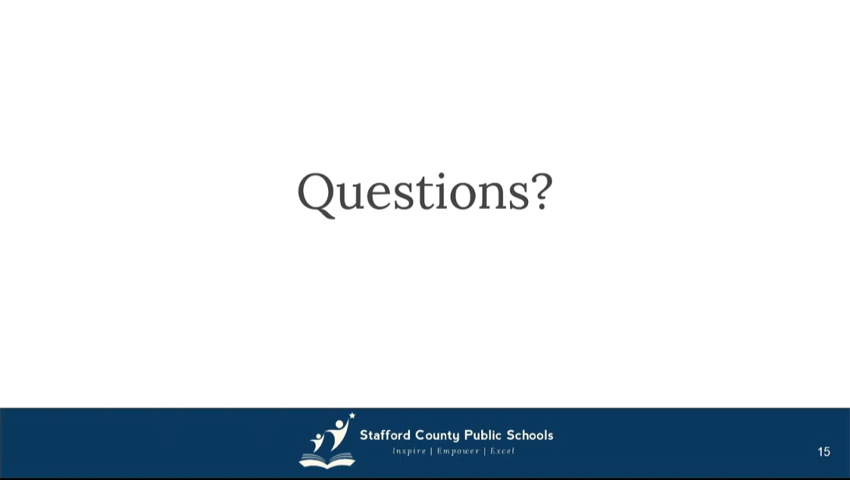 Questions?
Stafford County Public Schools
Inspire | Empower | Excel
15